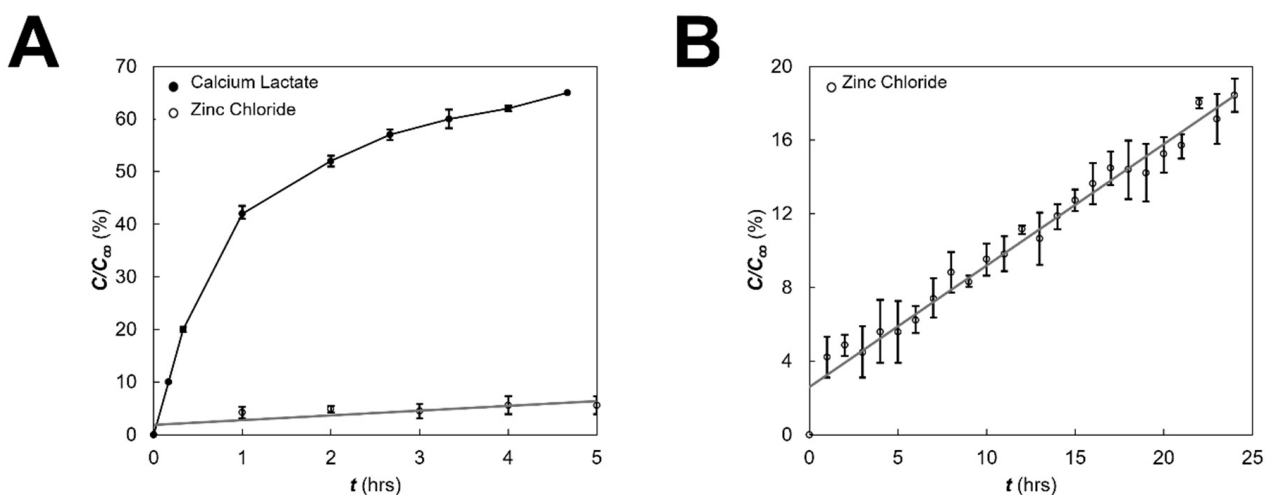 A
70
60
50
40
30
20
10
0
C/C∞ (%)
Calcium Lactate
Zinc Chloride
0 1 2 3 4 5
t (hrs)
B
20
16
12
8
4
0
C/C∞ (%)
Zinc Chloride
0 5 10 15 20 25
t (hrs)